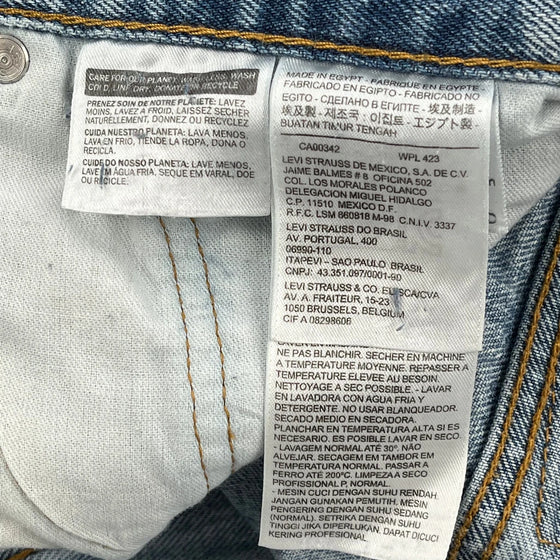 CARE FOR OUR PLANET: WASH LESS, WASH
COLD, LINE DRY, DONATE OR RECYCLE
PRENEZ SOIN DE NOTRE PLANÈTE: LAVEZ
MOINS, LAVEZ A FROID, LAISSEZ SÉCHER
NATURELLEMENT, DONNEZ OU RECYCLEZ
CUIDA NUESTRO PLANETA: LAVA MENOS,
LAVA EN FRÍO, TIENDE LA ROPA, DONA O
RECICLA.
CUIDE DO NOSSO PLANETA: LAVE MENOS,
LAVE EM ÁGUA FRIA, SEQUE EM VARAL, DOE
OU RECICLE.
MADE IN EGYPT - FABRIQUE EN EGYPTE -
FABRICADO EN EGIPTO - FABRICADO NO
EGITO - СДЕЛАНО В ЕГИПТЕ - 埃及制造 -
埃及製 - 제조국 : 이집트 - エジプト製
BUATAN TIMUR TENGAH
CA00342 WPL 423
LEVI STRAUSS DE MEXICO, S.A. DE C.V.
JAIME BALMES # 8 OFICINA 502
COL. LOS MORALES POLANCO
DELEGACION MIGUEL HIDALGO
C.P. 11510 MEXICO D.F.
R.F.C. LSM 860818 M-98 C.N.I.V. 3337
LEVI STRAUSS DO BRASIL
AV. PORTUGAL, 400
06990-110
ITAPEVI - SAO PAULO BRASIL
CNPJ: 43.351.097/0001-90
LEVI STRAUSS & CO. EUROPE SCA/CVA
AV. A. FRAITEUR, 15-23
1050 BRUSSELS, BELGIUM
CIF A 08298606
NE PAS BLANCHIR. SECHER EN MACHINE
A TEMPERATURE MOYENNE. REPASSER A
TEMPERATURE ELEVEE AU BESOIN.
NETTOYAGE A SEC POSSIBLE. - LAVAR
EN LAVADORA CON AGUA FRIA Y
DETERGENTE. NO USAR BLANQUEADOR.
SECADO MEDIO EN SECADORA.
PLANCHAR EN TEMPERATURA ALTA SI ES
NECESARIO. ES POSIBLE LAVAR EN SECO.
- LAVAGEM NORMAL ATÉ 30°. NÃO
ALVEJAR. SECAGEM EM TAMBOR EM
TEMPERATURA NORMAL. PASSAR A
FERRO ATÉ 200°C. LIMPEZA A SECO
PROFISSIONAL P, NORMAL.
- MESIN CUCI DENGAN SUHU RENDAH.
JANGAN GUNAKAN PEMUTIH. MESIN
PENGERING DENGAN SUHU SEDANG
(NORMAL). SETRIKA DENGAN SUHU
TINGGI JIKA PERLU. DAPAT DICUCI
KERING.